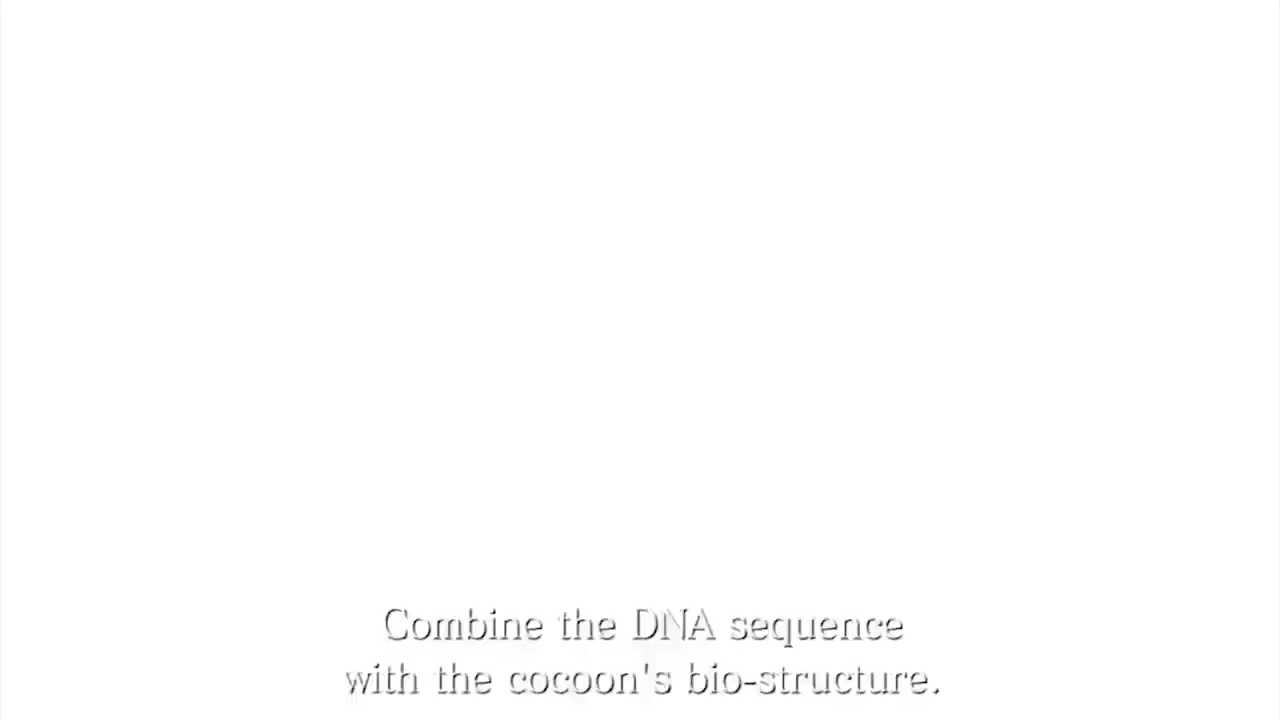 Combine the DNA sequence
with the cocoon's bio-structure.